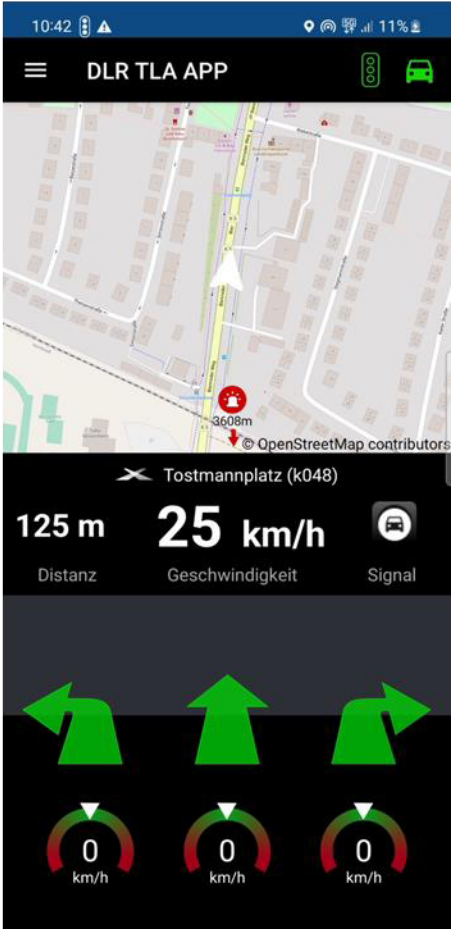 10:42 11%
DLR TLA APP
3608m
© OpenStreetMap contributors
Tostmannplatz (k048)
125 m 25 km/h
Distanz Geschwindigkeit Signal
0 0 0
km/h km/h km/h